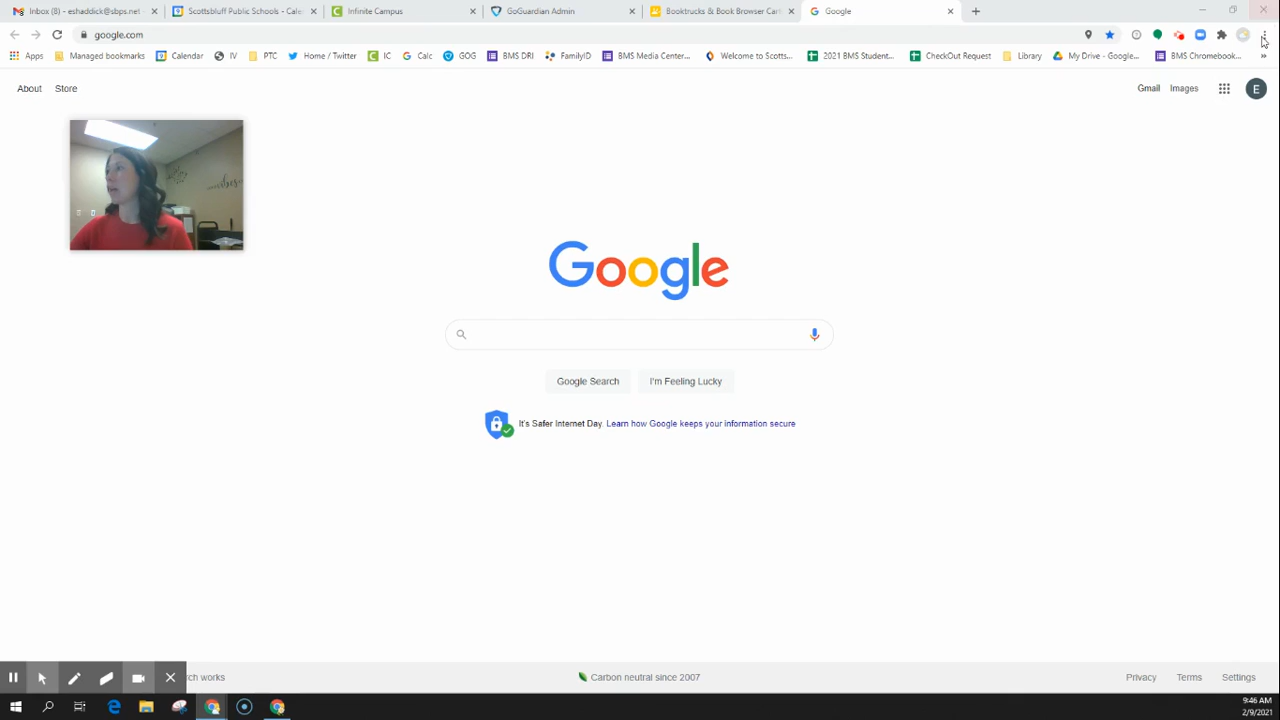 Inbox (8) - eshaddick@sbps.net -
Scottsbluff Public Schools - Cale
Infinite Campus
GoGuardian Admin
Booktrucks & Book Browser Cart
Google
google.com
Apps
Managed bookmarks
Calendar
IV
PTC
Home / Twitter
IC
Calc
GOG
BMS DRI
FamilyID
BMS Media Center...
Welcome to Scotts...
2021 BMS Student...
CheckOut Request
Library
My Drive - Google...
BMS Chromebook...
About
Store
Gmail
Images
E
Google
Google Search
I'm Feeling Lucky
It's Safer Internet Day. Learn how Google keeps your information secure
rch works
Carbon neutral since 2007
Privacy
Terms
Settings
9:46 AM
2/9/2021